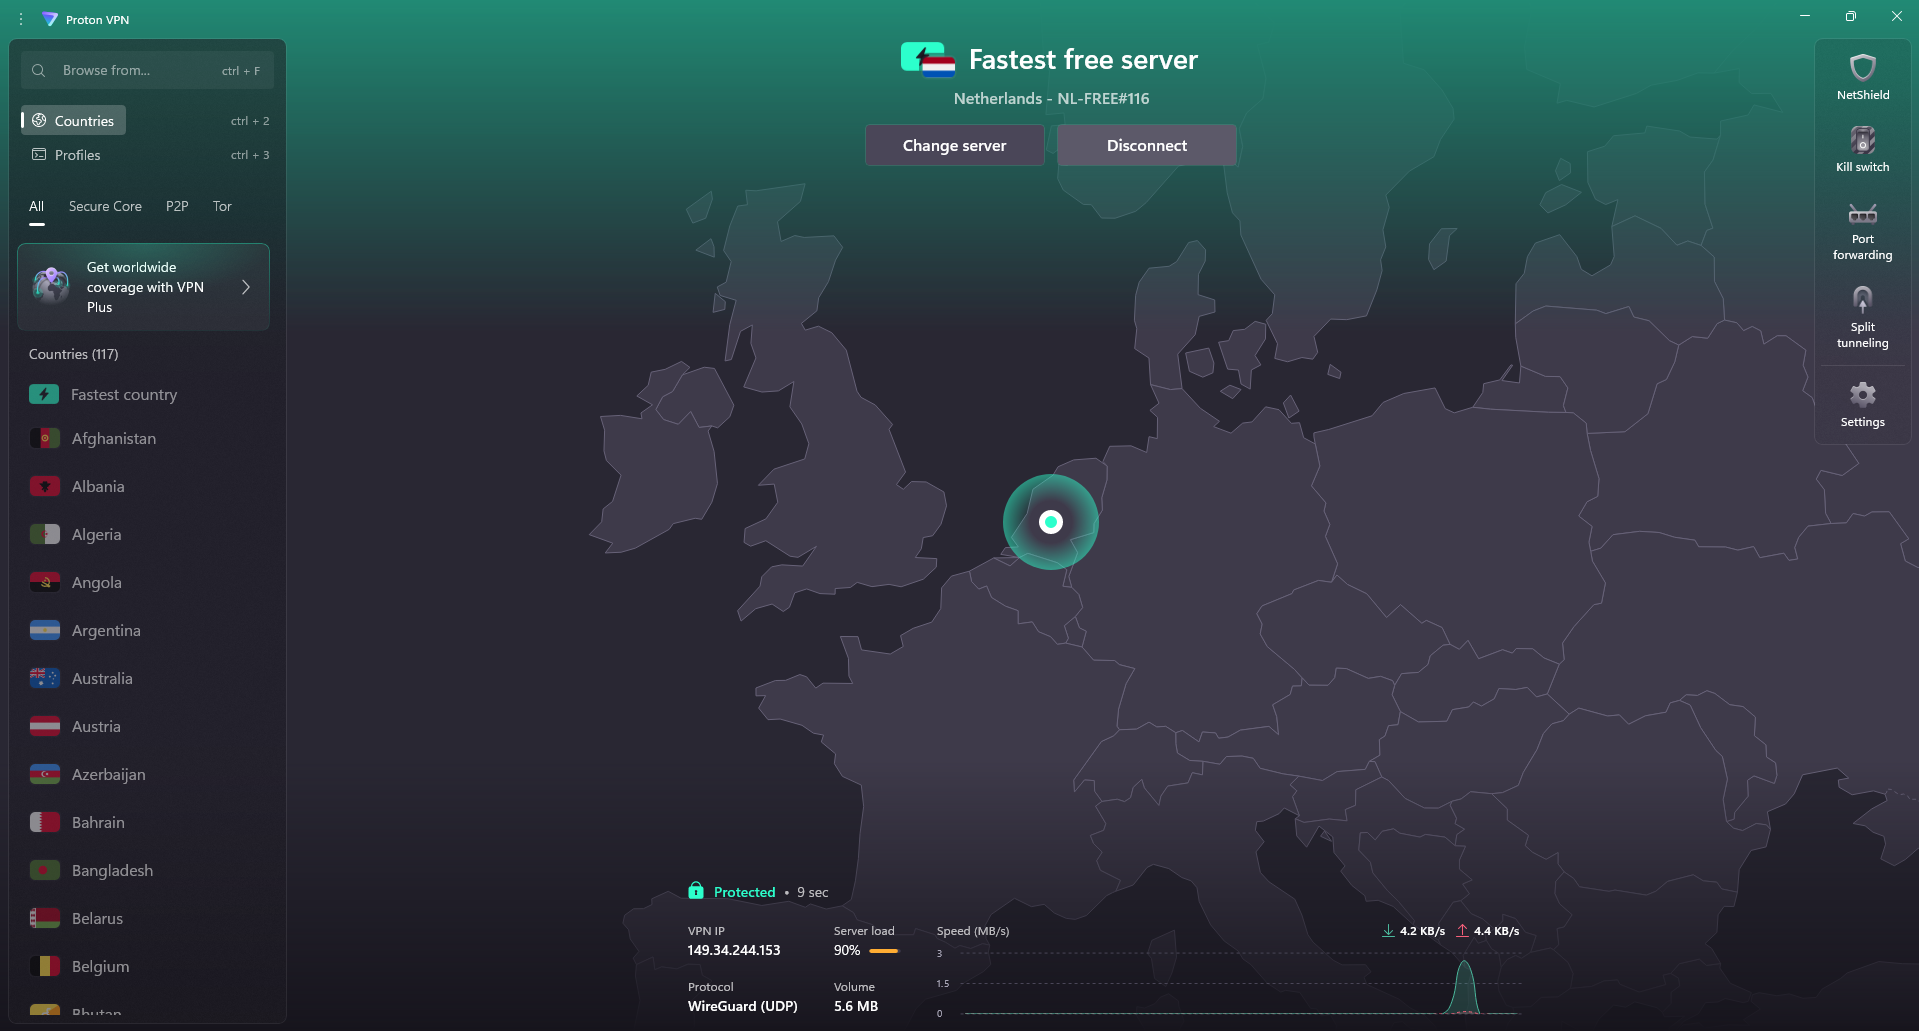 Proton VPN
Browse from...
ctrl + F
Countries
ctrl + 2
Profiles
ctrl + 3
All
Secure Core
P2P
Tor
Get worldwide
coverage with VPN
Plus
Countries (117)
Fastest country
Afghanistan
Albania
Algeria
Angola
Argentina
Australia
Austria
Azerbaijan
Bahrain
Bangladesh
Belarus
Belgium
Bhutan
Fastest free server
Netherlands - NL-FREE#116
Change server
Disconnect
Protected • 9 sec
VPN IP
149.34.244.153
Server load
90%
Protocol
WireGuard (UDP)
Volume
5.6 MB
Speed (MB/s)
4.2 KB/s
4.4 KB/s
3
1.5
0
NetShield
Kill switch
Port
forwarding
Split
tunneling
Settings